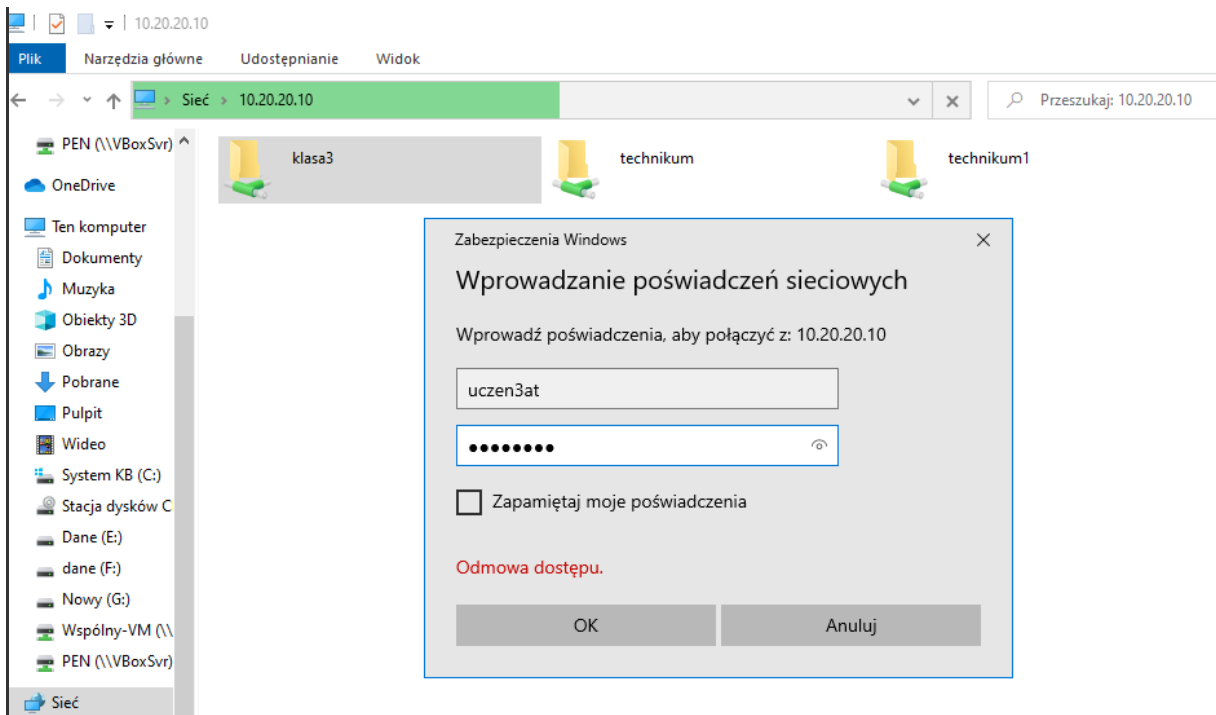 10.20.20.10
Plik Narzędzia główne Udostępnianie Widok
Sieć > 10.20.20.10 Przeszukaj: 10.20.20.10
PEN (\\VBoxSvr)
OneDrive
Ten komputer
Dokumenty
Muzyka
Obiekty 3D
Obrazy
Pobrane
Pulpit
Wideo
System KB (C:)
Stacja dysków C
Dane (E:)
dane (F:)
Nowy (G:)
Wspólny-VM (\\
PEN (\\VBoxSvr)
Sieć
klasa3 technikum technikum1
Zabezpieczenia Windows
Wprowadzanie poświadczeń sieciowych
Wprowadź poświadczenia, aby połączyć z: 10.20.20.10
uczen3at
●●●●●●●●
Zapamiętaj moje poświadczenia
Odmowa dostępu.
OK Anuluj